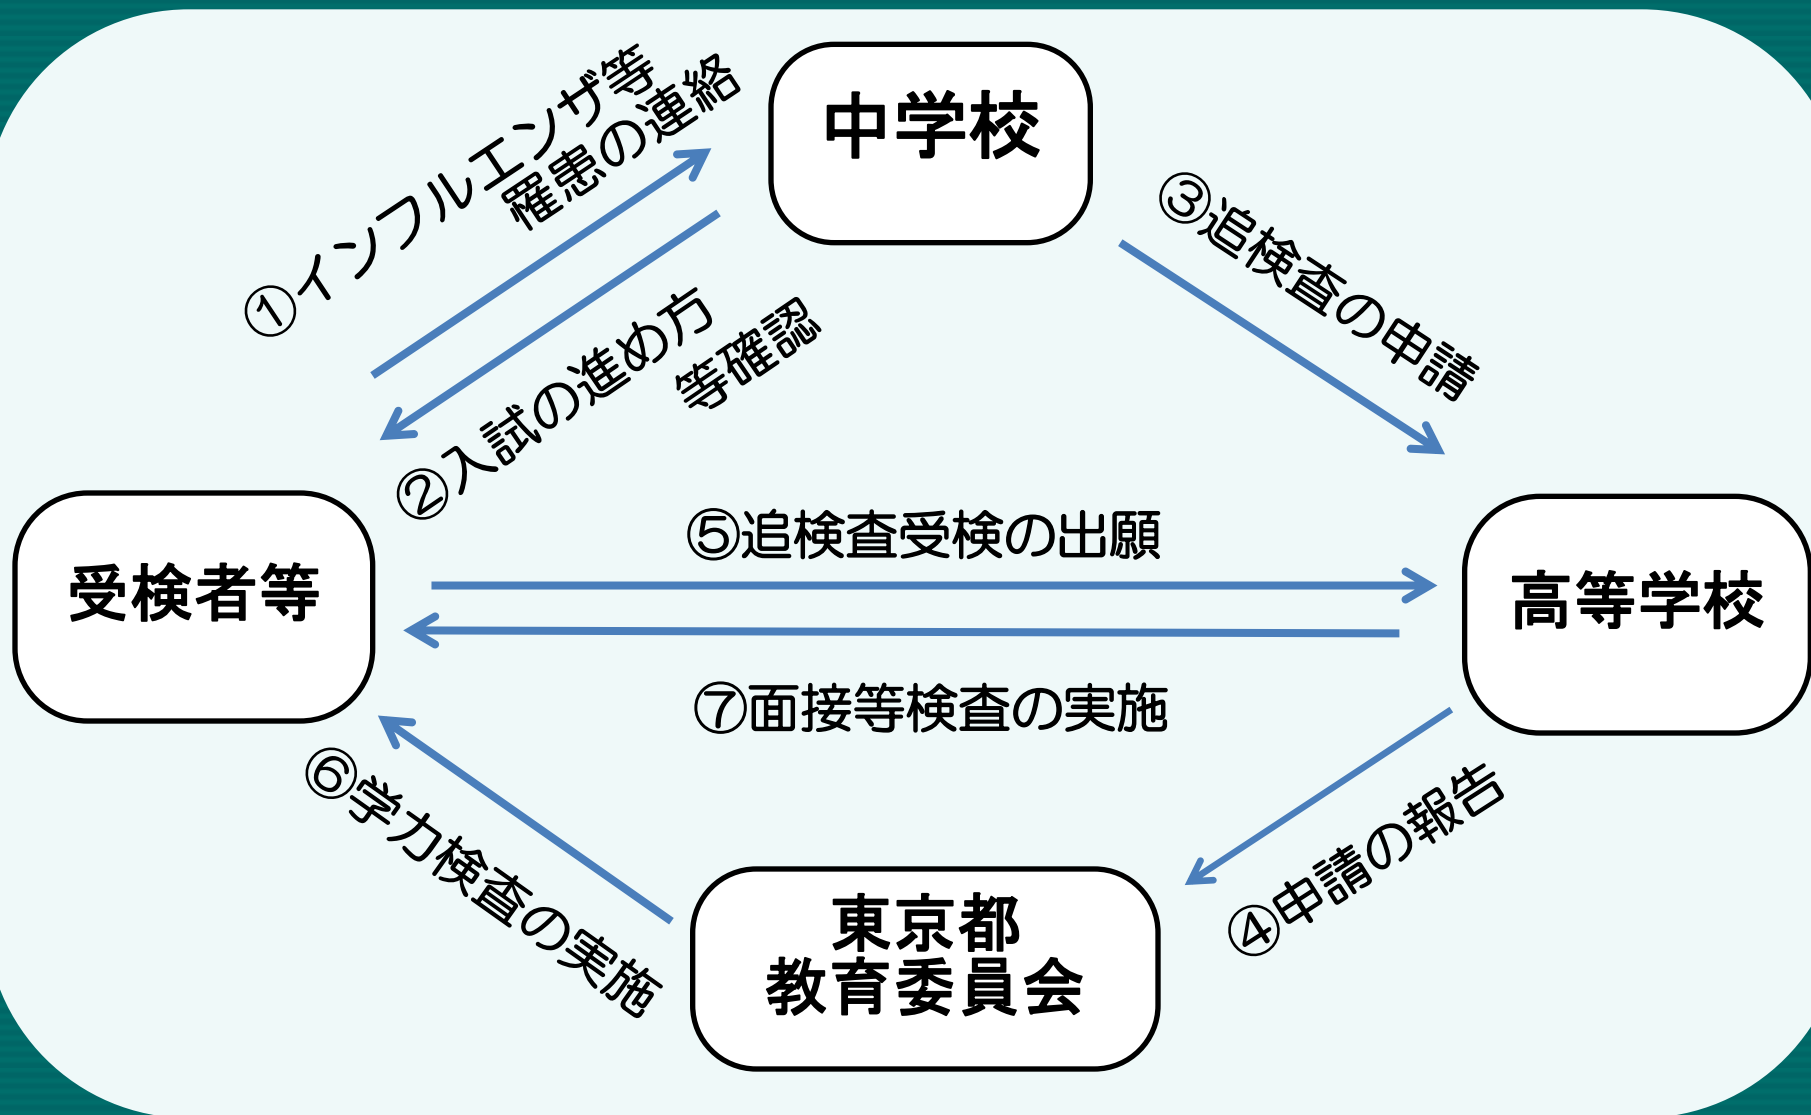 中学校
①インフルエンザ等
罹患の連絡
②入試の進め方
等確認
③追検査の申請
受検者等
⑤追検査受検の出願
高等学校
⑦面接等検査の実施
⑥学力検査の実施
④申請の報告
東京都
教育委員会